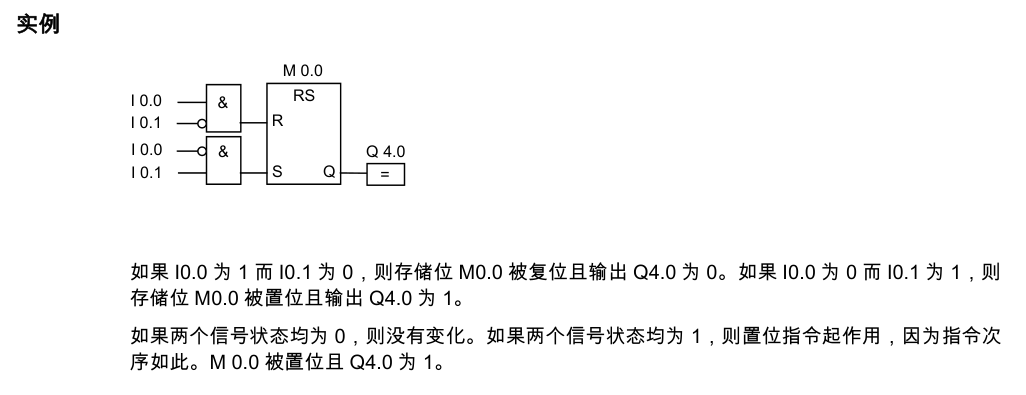 实例
M 0.0
RS
I 0.0
&
I 0.1
R
I 0.0
&
Q 4.0
I 0.1
S
Q
=
如果 I0.0 为 1 而 I0.1 为 0，则存储位 M0.0 被复位且输出 Q4.0 为 0。如果 I0.0 为 0 而 I0.1 为 1，则
存储位 M0.0 被置位且输出 Q4.0 为 1。
如果两个信号状态均为 0，则没有变化。如果两个信号状态均为 1，则置位指令起作用，因为指令次
序如此。M 0.0 被置位且 Q4.0 为 1。